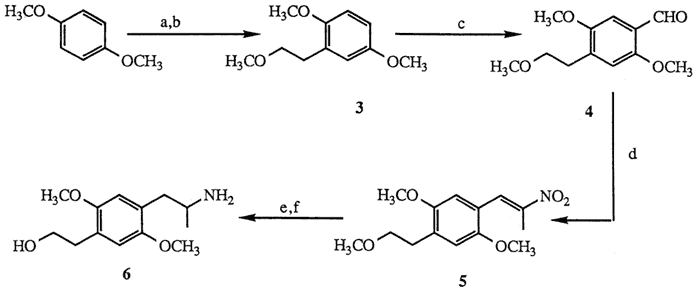 H₃CO
OCH₃
a,b
H₃CO
H₃CO
OCH₃
3
c
H₃CO
CHO
H₃CO
OCH₃
4
d
H₃CO
NO₂
H₃CO
OCH₃
5
e,f
H₃CO
NH₂
HO
OCH₃
6